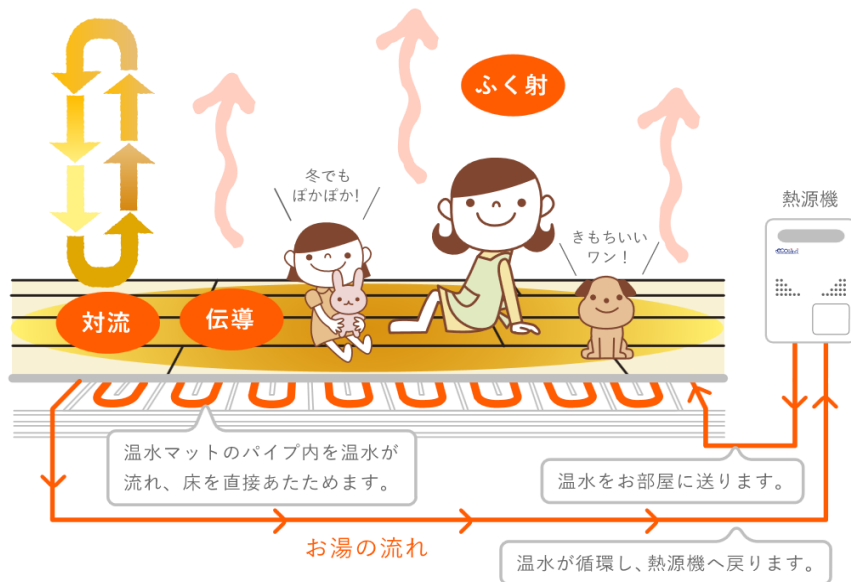 ふく射
冬でも
ぽかぽか!
熱源機
きもちいい
ワン！
対流
伝導
温水マットのパイプ内を温水が
流れ、床を直接あたためます。
温水をお部屋に送ります。
お湯の流れ
温水が循環し、熱源機へ戻ります。